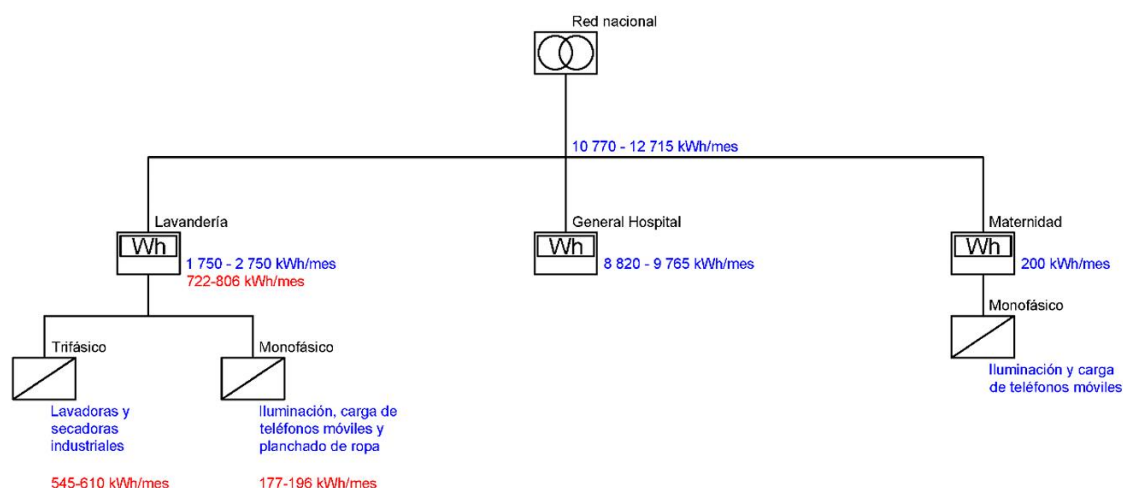 Red nacional
10 770 - 12 715 kWh/mes
Lavandería
Wh
1 750 - 2 750 kWh/mes
722-806 kWh/mes
General Hospital
Wh
8 820 - 9 765 kWh/mes
Maternidad
Wh
200 kWh/mes
Trifásico
Lavadoras y
secadoras
industriales
545-610 kWh/mes
Monofásico
Iluminación, carga de
teléfonos móviles y
planchado de ropa
177-196 kWh/mes
Monofásico
Iluminación y carga
de teléfonos móviles